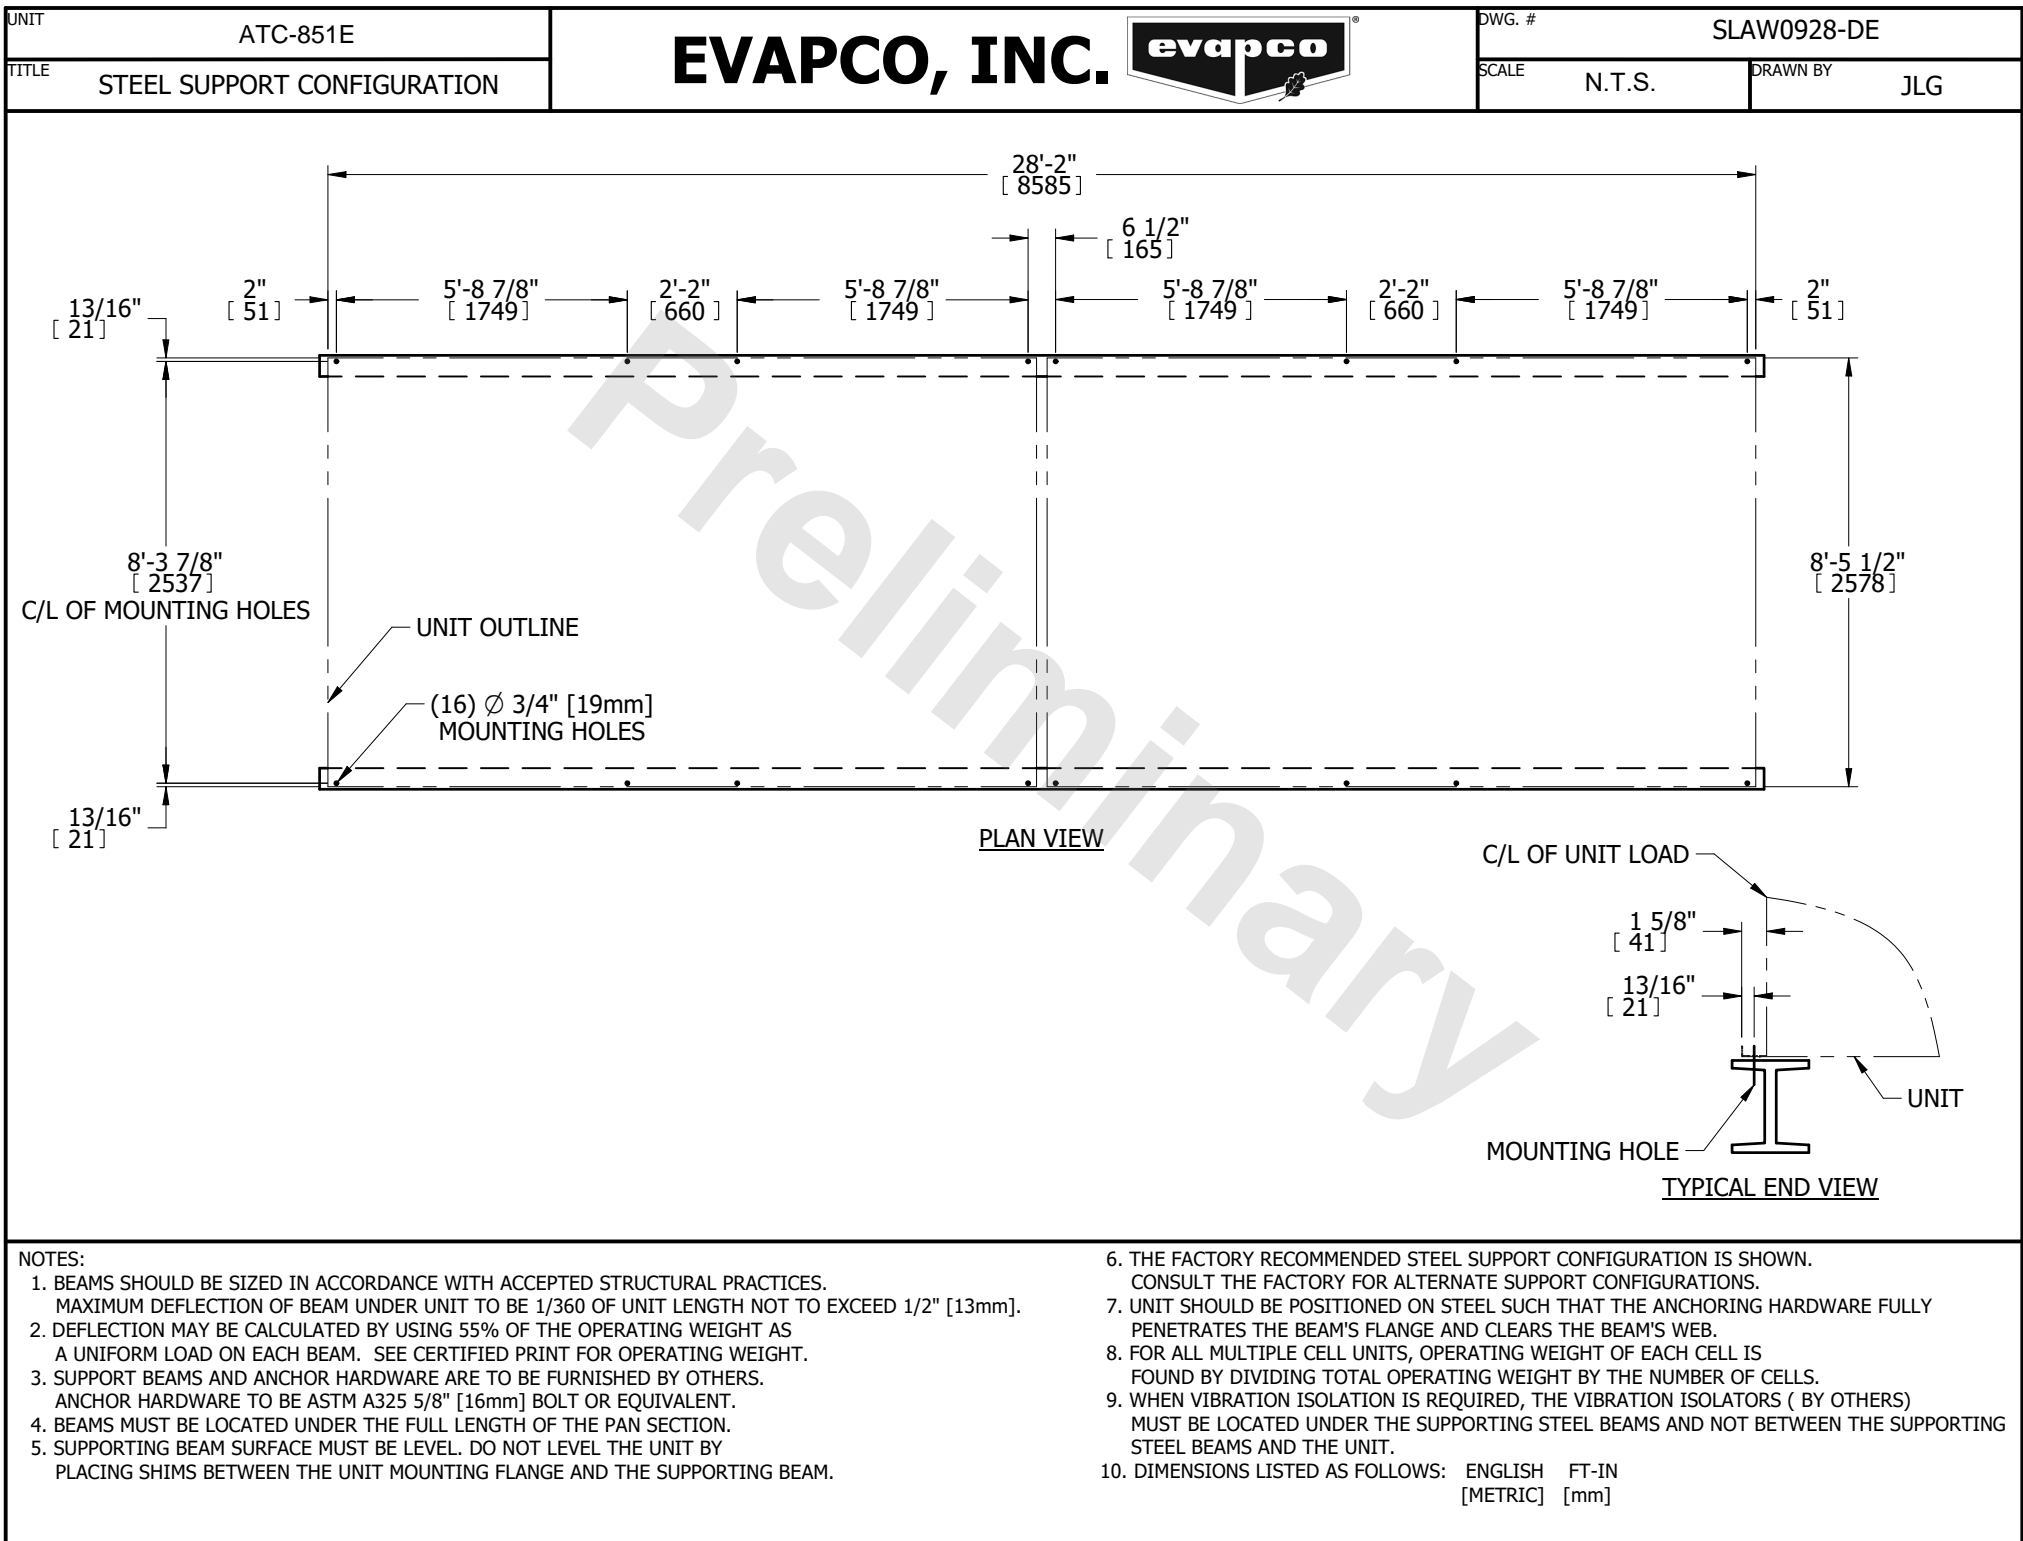 UNIT
ATC-851E
TITLE
STEEL SUPPORT CONFIGURATION
EVAPCO, INC.
evapco
®
DWG. #
SLAW0928-DE
SCALE
N.T.S.
DRAWN BY
JLG
28'-2"
[ 8585]
6 1/2"
[ 165]
13/16"
[ 21]
2"
[ 51]
5'-8 7/8"
[ 1749]
2'-2"
[ 660 ]
5'-8 7/8"
[ 1749 ]
5'-8 7/8"
[ 1749 ]
2'-2"
[ 660 ]
5'-8 7/8"
[ 1749]
2"
[ 51]
8'-3 7/8"
[ 2537]
C/L OF MOUNTING HOLES
8'-5 1/2"
[ 2578]
UNIT OUTLINE
(16) ∅ 3/4" [19mm]
MOUNTING HOLES
13/16"
[ 21]
PLAN VIEW
Preliminary
C/L OF UNIT LOAD
1 5/8"
[ 41]
13/16"
[ 21]
UNIT
MOUNTING HOLE
TYPICAL END VIEW
NOTES:
1. BEAMS SHOULD BE SIZED IN ACCORDANCE WITH ACCEPTED STRUCTURAL PRACTICES.
MAXIMUM DEFLECTION OF BEAM UNDER UNIT TO BE 1/360 OF UNIT LENGTH NOT TO EXCEED 1/2" [13mm].
2. DEFLECTION MAY BE CALCULATED BY USING 55% OF THE OPERATING WEIGHT AS
A UNIFORM LOAD ON EACH BEAM. SEE CERTIFIED PRINT FOR OPERATING WEIGHT.
3. SUPPORT BEAMS AND ANCHOR HARDWARE ARE TO BE FURNISHED BY OTHERS.
ANCHOR HARDWARE TO BE ASTM A325 5/8" [16mm] BOLT OR EQUIVALENT.
4. BEAMS MUST BE LOCATED UNDER THE FULL LENGTH OF THE PAN SECTION.
5. SUPPORTING BEAM SURFACE MUST BE LEVEL. DO NOT LEVEL THE UNIT BY
PLACING SHIMS BETWEEN THE UNIT MOUNTING FLANGE AND THE SUPPORTING BEAM.
6. THE FACTORY RECOMMENDED STEEL SUPPORT CONFIGURATION IS SHOWN.
CONSULT THE FACTORY FOR ALTERNATE SUPPORT CONFIGURATIONS.
7. UNIT SHOULD BE POSITIONED ON STEEL SUCH THAT THE ANCHORING HARDWARE FULLY
PENETRATES THE BEAM'S FLANGE AND CLEARS THE BEAM'S WEB.
8. FOR ALL MULTIPLE CELL UNITS, OPERATING WEIGHT OF EACH CELL IS
FOUND BY DIVIDING TOTAL OPERATING WEIGHT BY THE NUMBER OF CELLS.
9. WHEN VIBRATION ISOLATION IS REQUIRED, THE VIBRATION ISOLATORS ( BY OTHERS)
MUST BE LOCATED UNDER THE SUPPORTING STEEL BEAMS AND NOT BETWEEN THE SUPPORTING
STEEL BEAMS AND THE UNIT.
10. DIMENSIONS LISTED AS FOLLOWS: ENGLISH FT-IN
[METRIC] [mm]